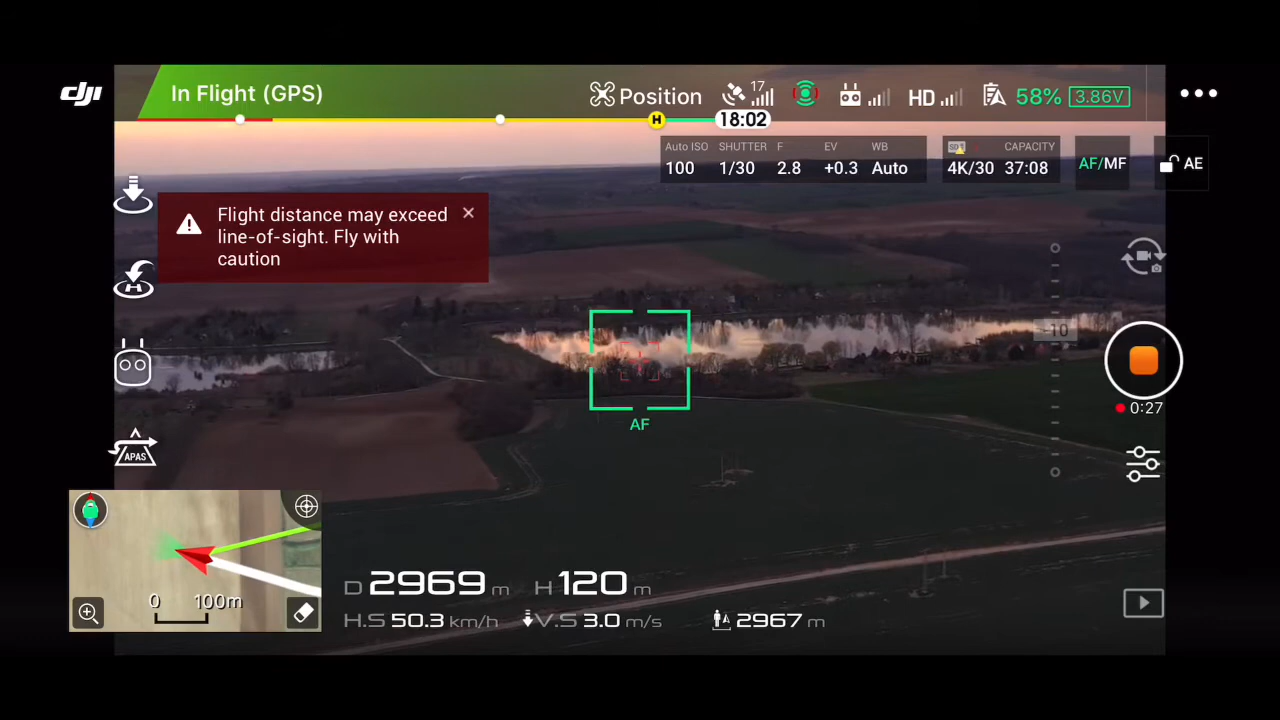 dji
In Flight (GPS)
Position
17
HD
58%
3.86V
H
18:02
Auto ISO
100
SHUTTER
1/30
F
2.8
EV
+0.3
WB
Auto
4K/30
CAPACITY
37:08
AF/MF
AE
Flight distance may exceed
line-of-sight. Fly with
caution
H
-10
AF
0:27
APAS
0 100m
D 2969 m H 120 m
H.S 50.3 km/h V.S 3.0 m/s 2967 m